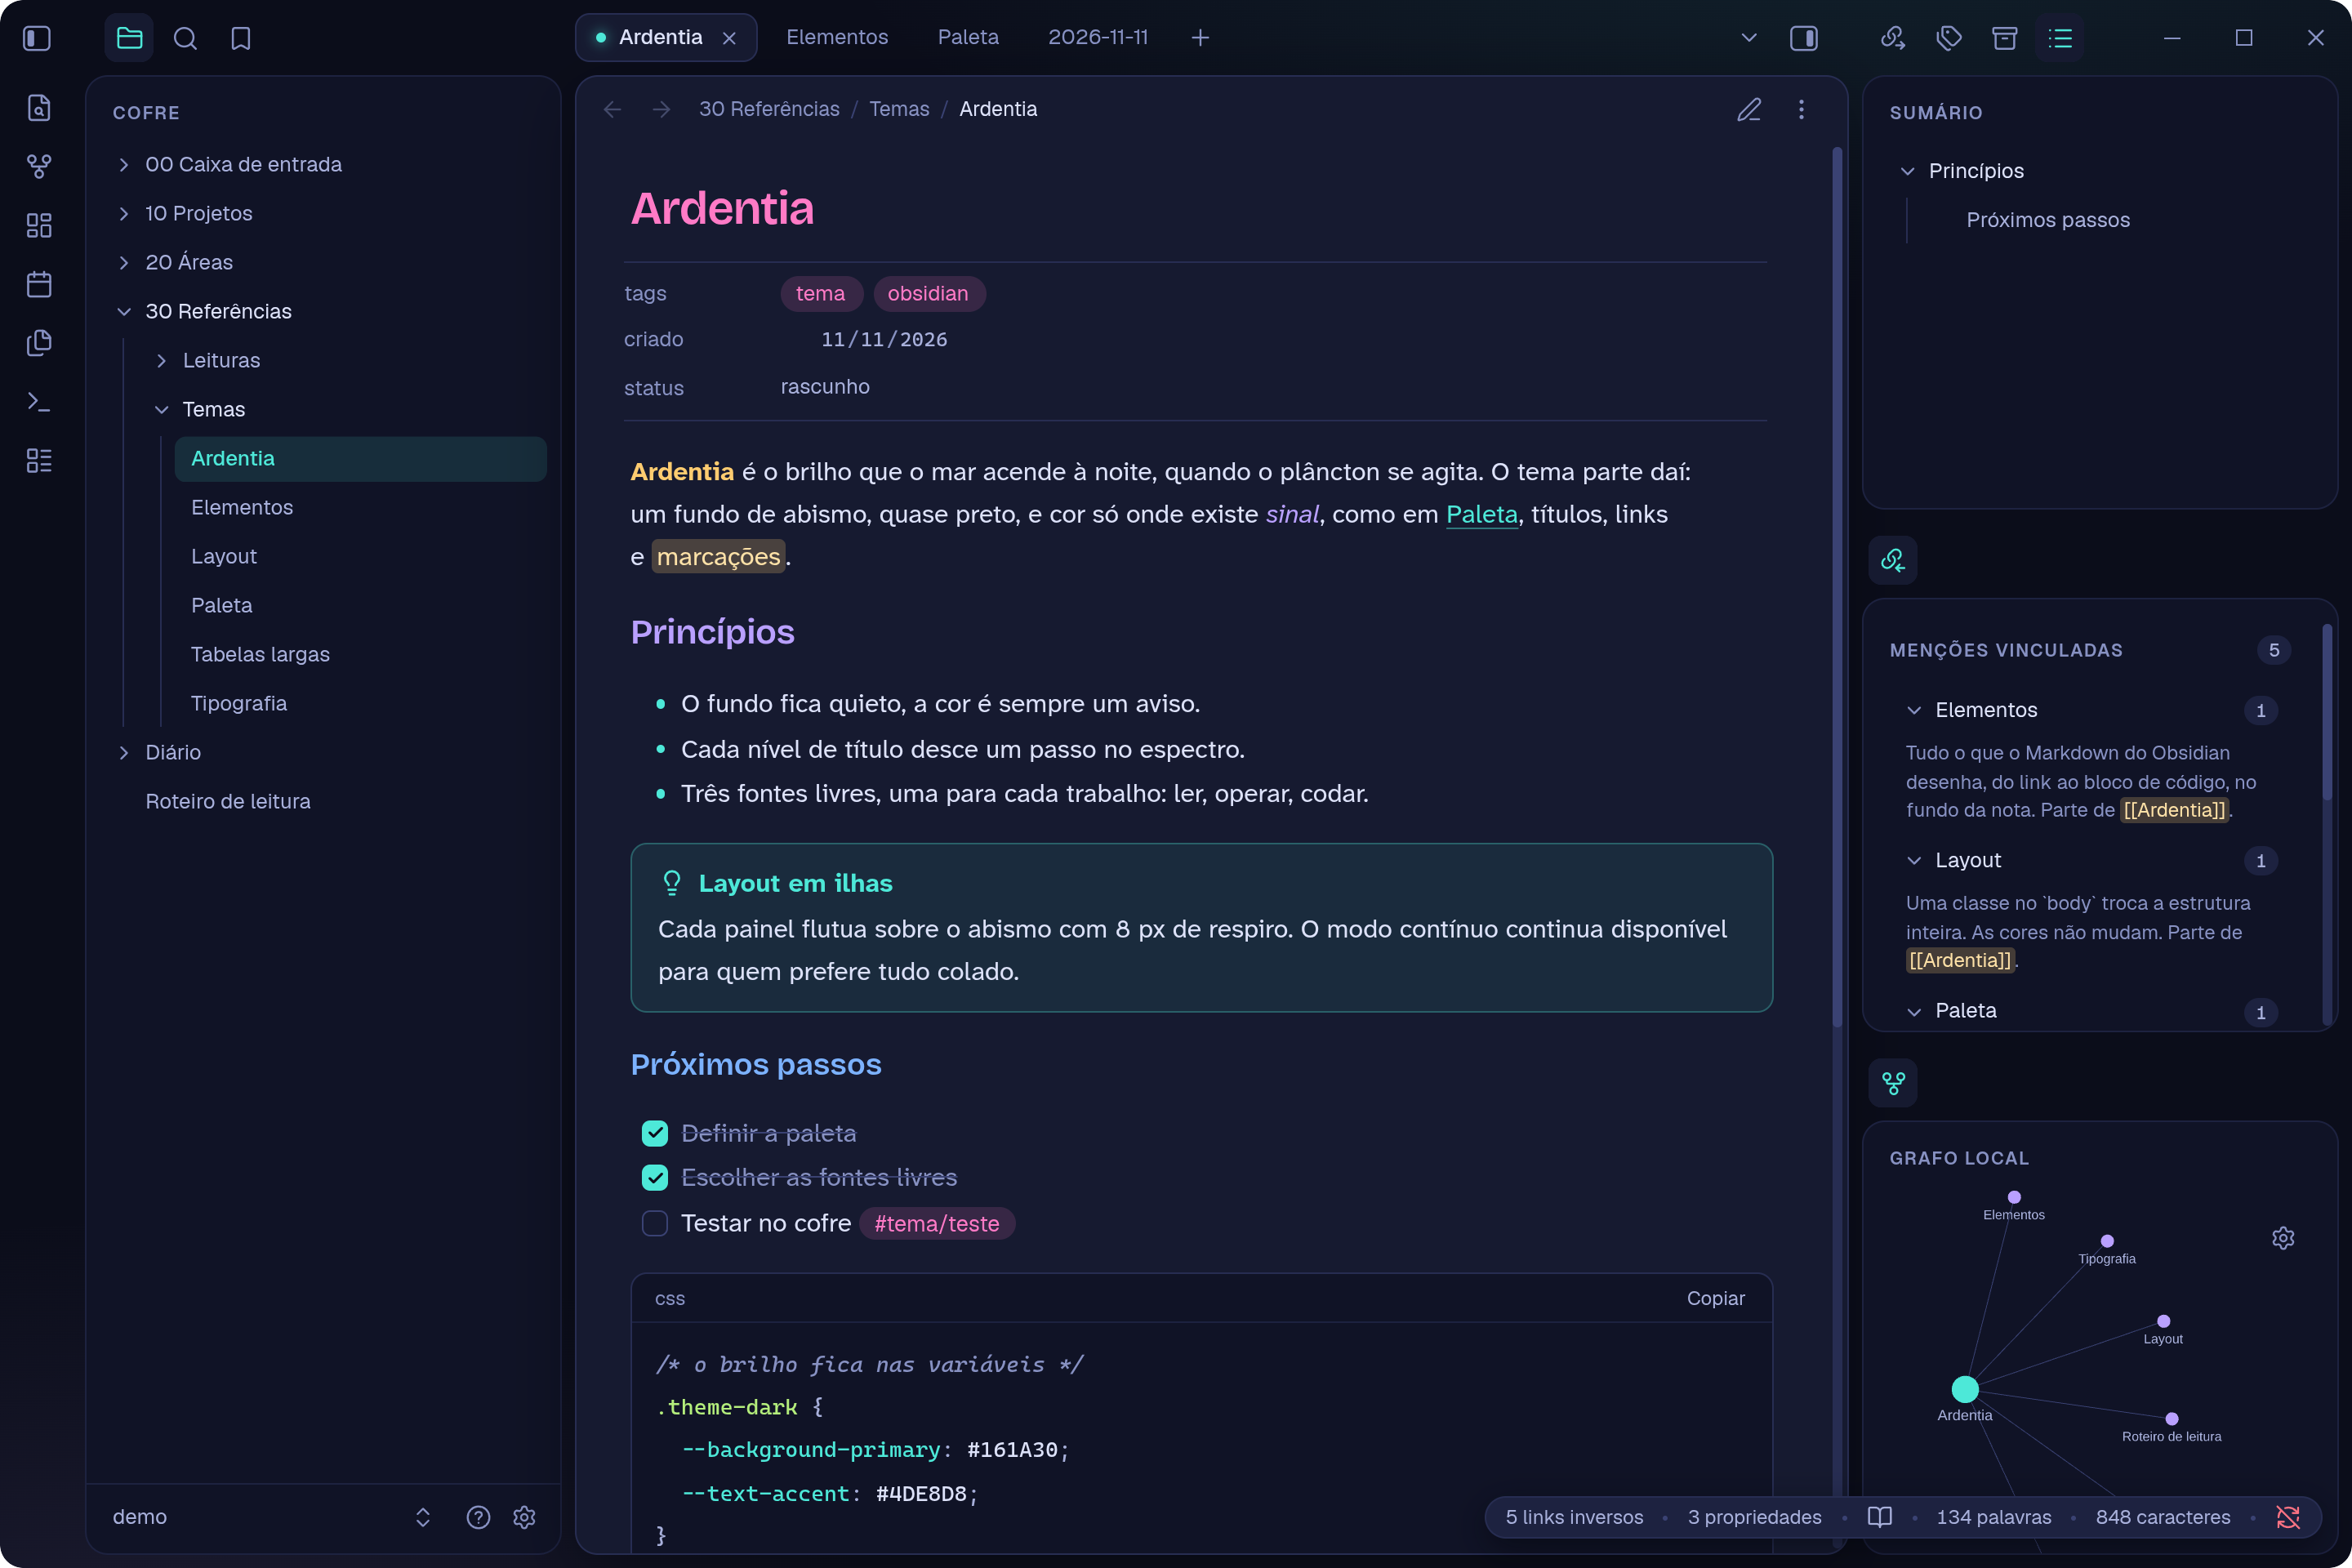 Ardentia
Elementos
Paleta
2026-11-11
COFRE
00 Caixa de entrada
10 Projetos
20 Áreas
30 Referências
Leituras
Temas
Ardentia
Elementos
Layout
Paleta
Tabelas largas
Tipografia
Diário
Roteiro de leitura
demo
30 Referências / Temas / Ardentia
Ardentia
tags tema obsidian
criado 11/11/2026
status rascunho
Ardentia é o brilho que o mar acende à noite, quando o plâncton se agita. O tema parte daí:
um fundo de abismo, quase preto, e cor só onde existe sinal, como em Paleta, títulos, links
e marcações.
Princípios
O fundo fica quieto, a cor é sempre um aviso.
Cada nível de título desce um passo no espectro.
Três fontes livres, uma para cada trabalho: ler, operar, codar.
Layout em ilhas
Cada painel flutua sobre o abismo com 8 px de respiro. O modo contínuo continua disponível
para quem prefere tudo colado.
Próximos passos
Definir a paleta
Escolher as fontes livres
Testar no cofre #tema/teste
css Copiar
/* o brilho fica nas variáveis */
.theme-dark {
--background-primary: #161A30;
--text-accent: #4DE8D8;
}
SUMÁRIO
Princípios
Próximos passos
MENÇÕES VINCULADAS 5
Elementos 1
Tudo o que o Markdown do Obsidian
desenha, do link ao bloco de código, no
fundo da nota. Parte de [[Ardentia]].
Layout 1
Uma classe no `body` troca a estrutura
inteira. As cores não mudam. Parte de
[[Ardentia]].
Paleta 1
GRAFO LOCAL
Elementos
Tipografia
Layout
Ardentia
Roteiro de leitura
5 links inversos • 3 propriedades • • 134 palavras • 848 caracteres •